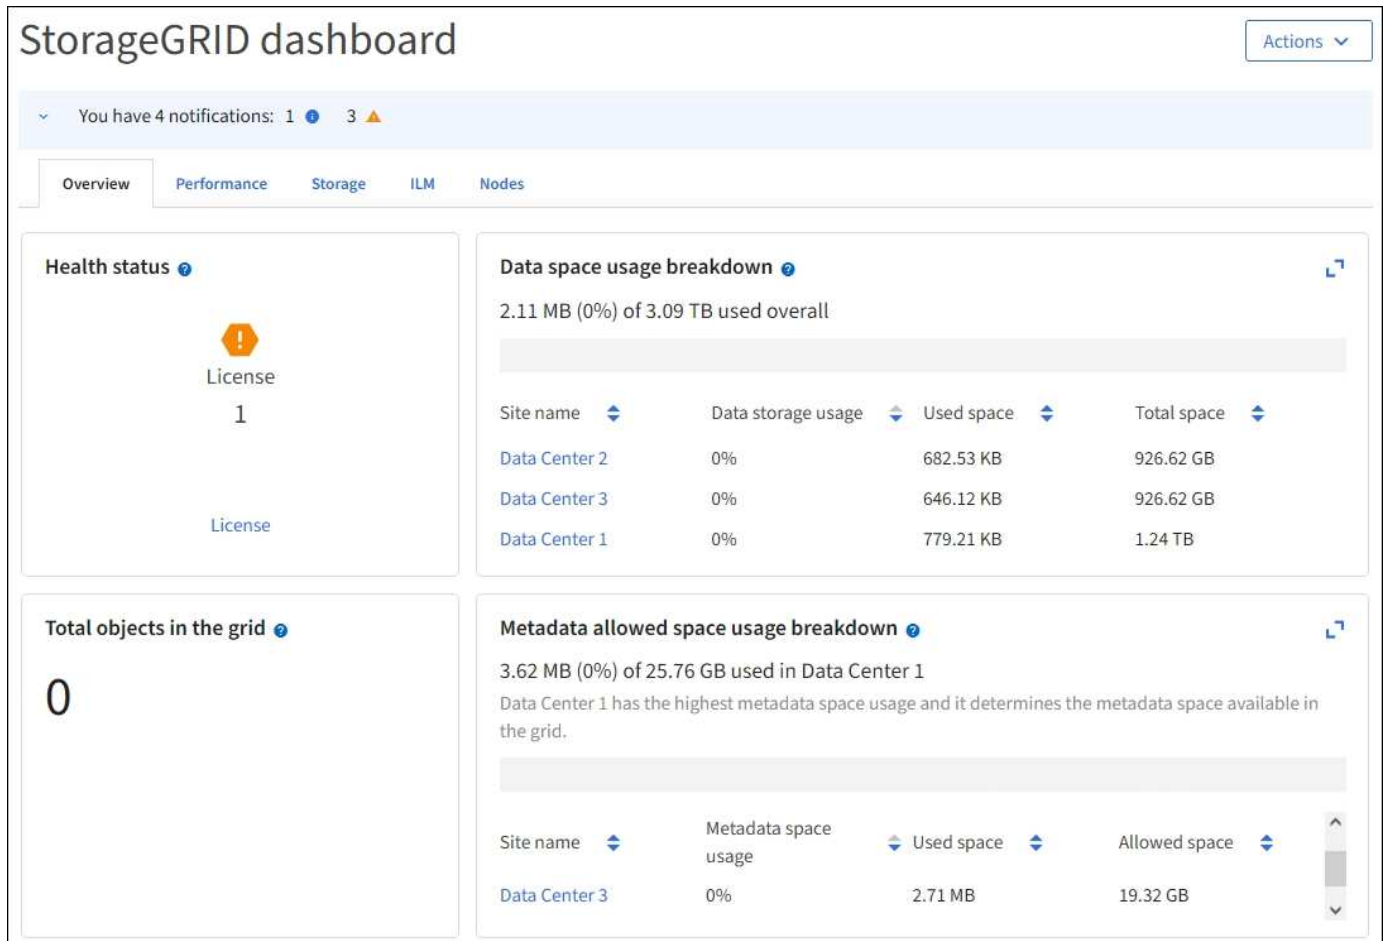 StorageGRID dashboard
Actions
You have 4 notifications: 1 3
Overview Performance Storage ILM Nodes
Health status
License
1
License
Data space usage breakdown
2.11 MB (0%) of 3.09 TB used overall
Site name Data storage usage Used space Total space
Data Center 2 0% 682.53 KB 926.62 GB
Data Center 3 0% 646.12 KB 926.62 GB
Data Center 1 0% 779.21 KB 1.24 TB
Total objects in the grid
0
Metadata allowed space usage breakdown
3.62 MB (0%) of 25.76 GB used in Data Center 1
Data Center 1 has the highest metadata space usage and it determines the metadata space available in
the grid.
Site name Metadata space usage Used space Allowed space
Data Center 3 0% 2.71 MB 19.32 GB